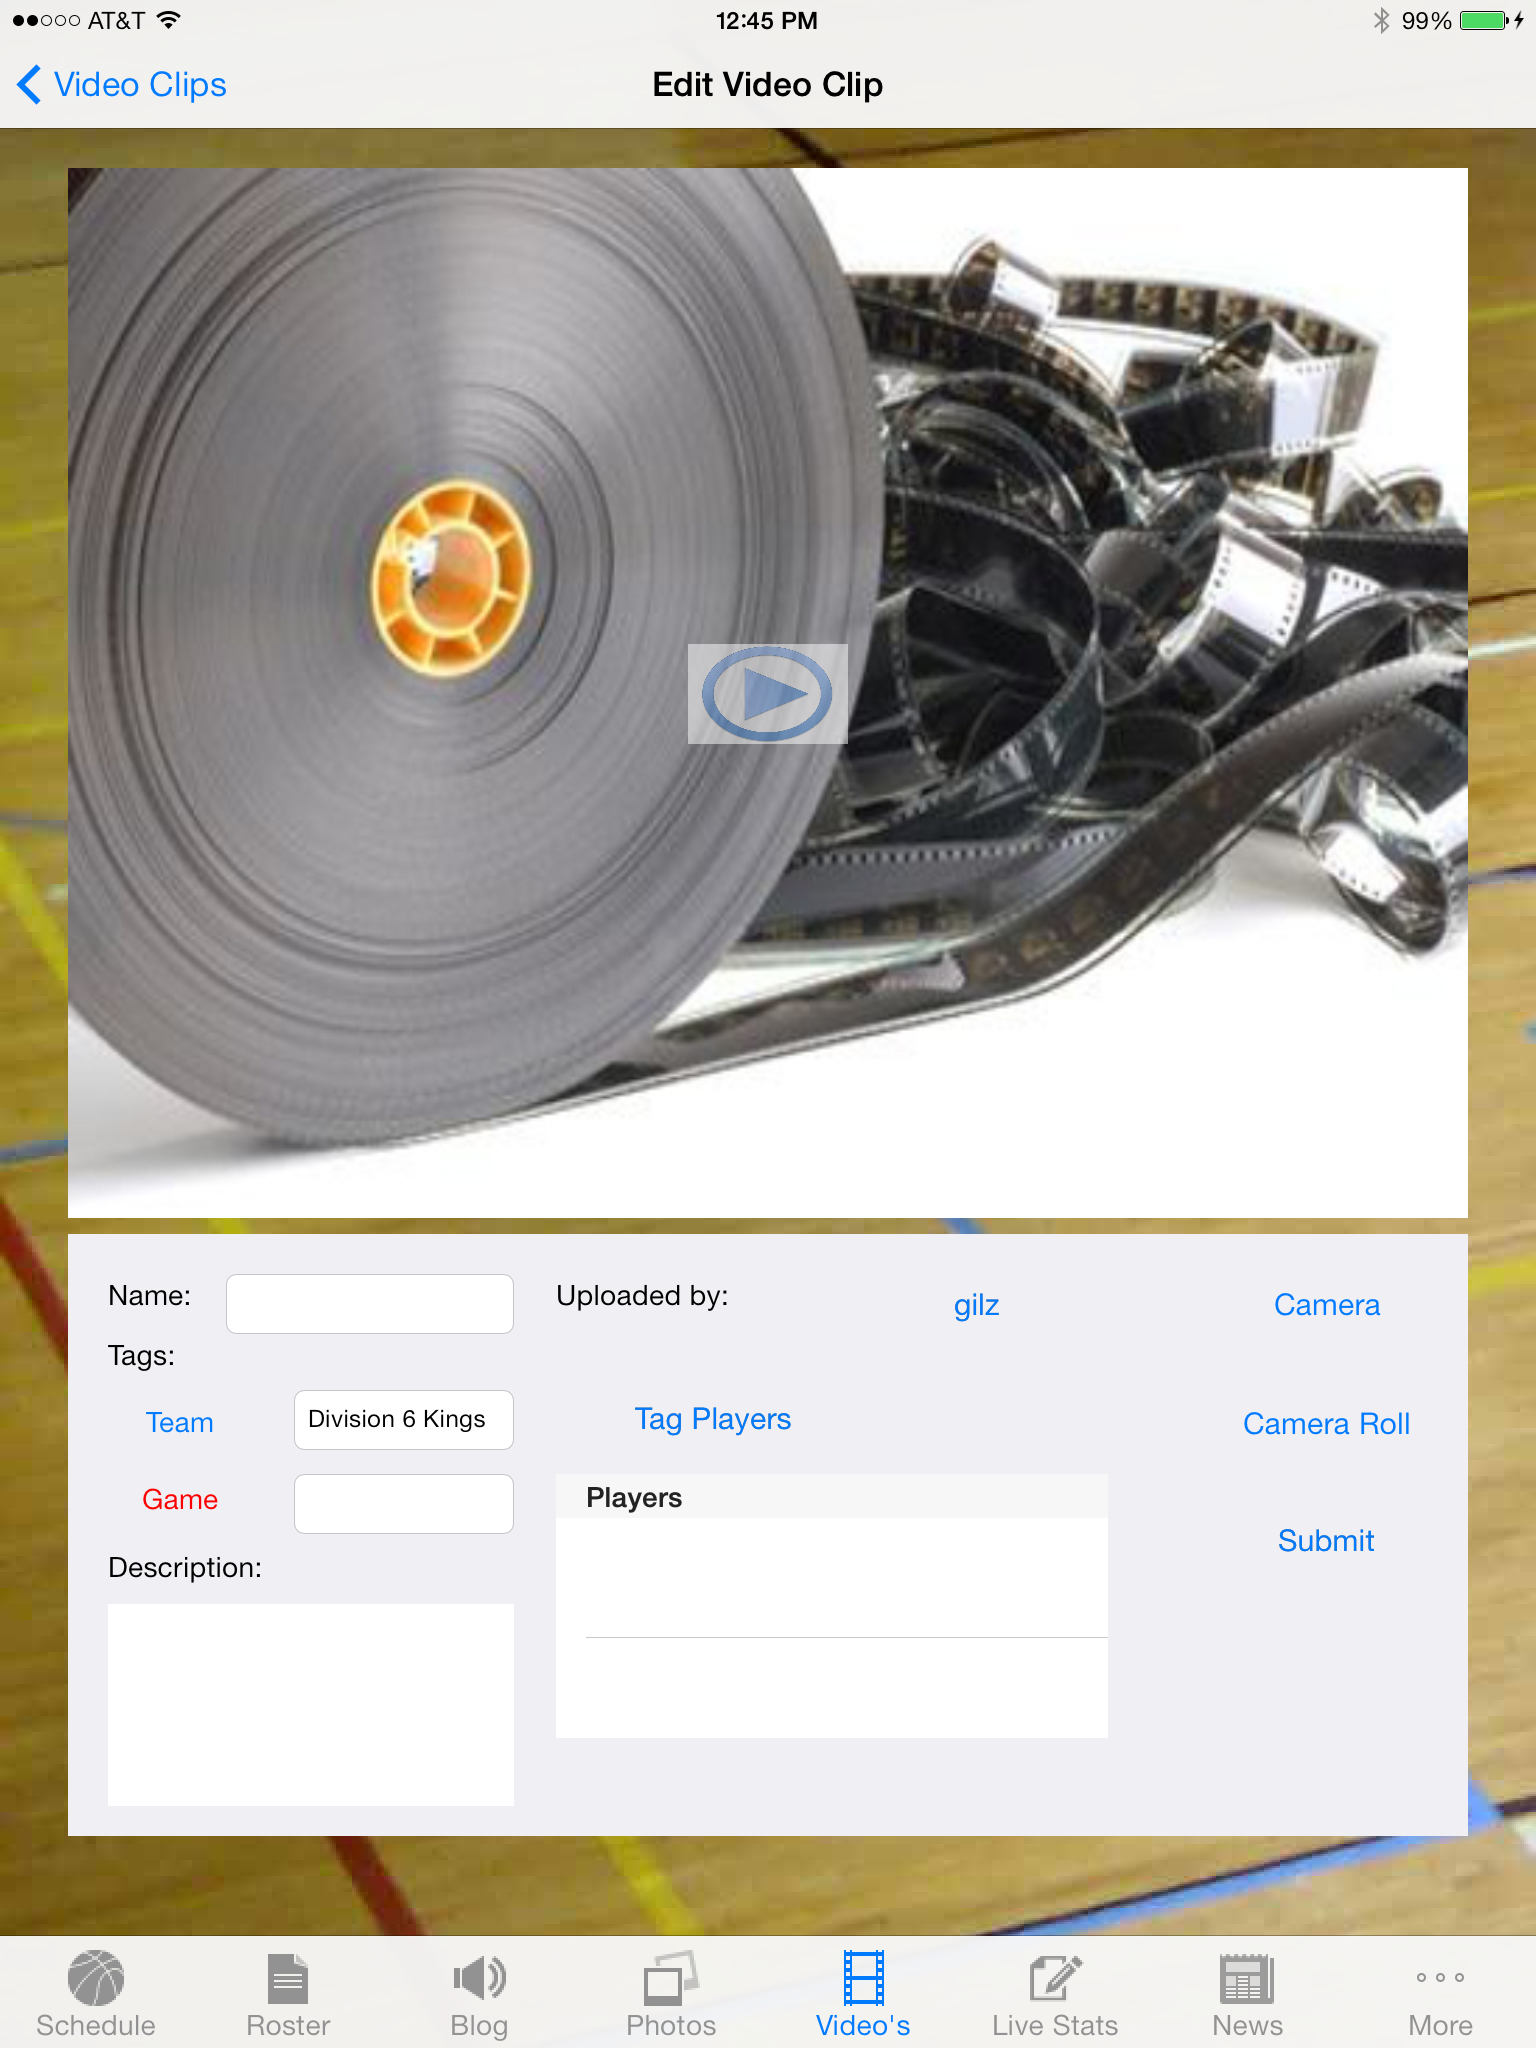 AT&T 12:45 PM 99%
Video Clips Edit Video Clip
Name: Uploaded by: gilz Camera
Tags:
Team Division 6 Kings Tag Players Camera Roll
Game Players
Submit
Description:
Schedule Roster Blog Photos Video's Live Stats News More